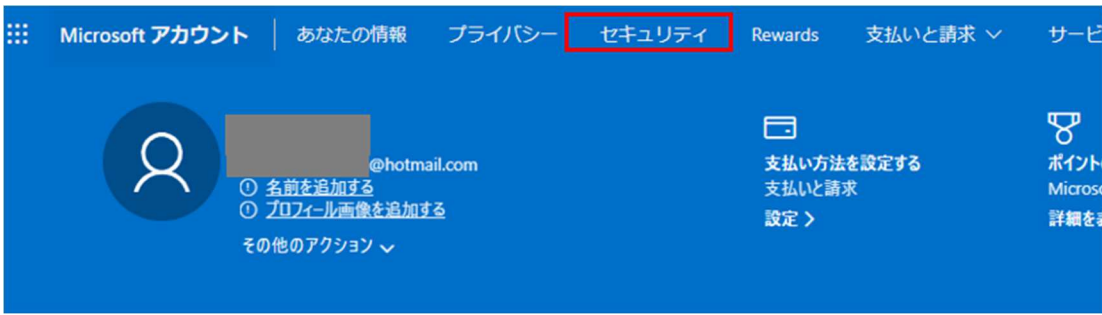 Microsoft アカウント あなたの情報 プライバシー セキュリティ Rewards 支払いと請求 サービ
@hotmail.com
名前を追加する
プロフィール画像を追加する
その他のアクション
支払い方法を設定する
支払いと請求
設定
ポイント
Microso
詳細を